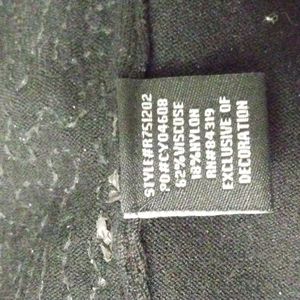 STYLE#R751202
PO#CY04608
62%VISCOSE
18%NYLON
RN#84319
EXCLUSIVE OF
DECORATION